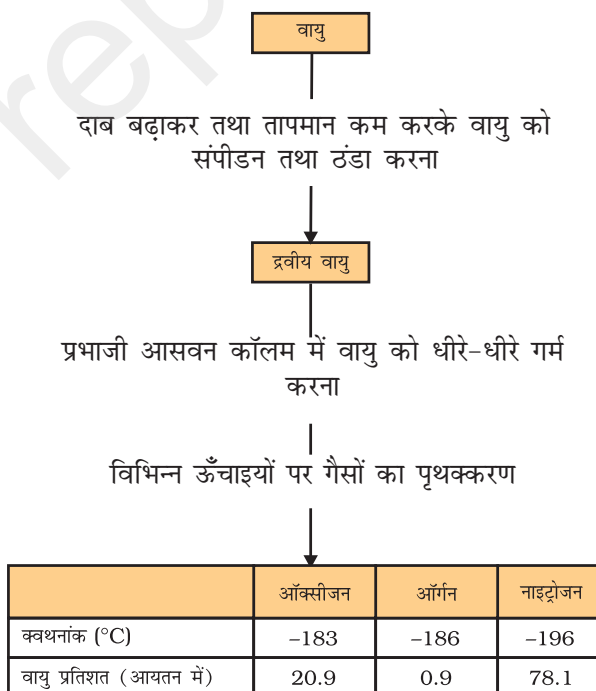 वायु
दाब बढ़ाकर तथा तापमान कम करके वायु को
संपीडन तथा ठंडा करना
द्रवीय वायु
प्रभाजी आसवन कॉलम में वायु को धीरे-धीरे गर्म
करना
विभिन्न ऊँचाइयों पर गैसों का पृथक्करण
ऑक्सीजन ऑर्गन नाइट्रोजन
क्वथनांक (°C) –183 –186 –196
वायु प्रतिशत (आयतन में) 20.9 0.9 78.1